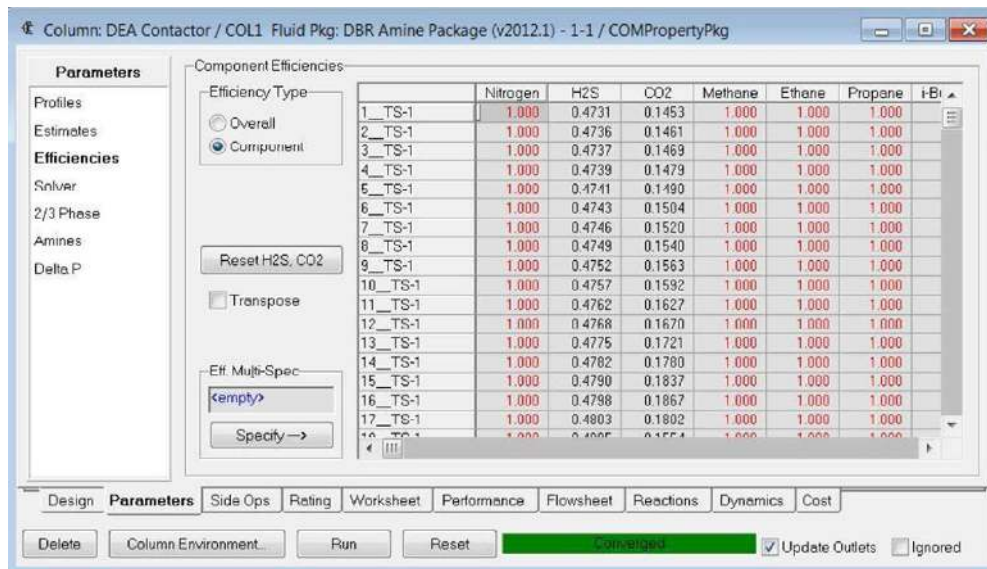 Column: DEA Contactor / COL1 Fluid Pkg: DBR Amine Package (v2012.1) - 1-1 / COMPropertyPkg
Parameters
Profiles
Estimates
Efficiencies
Solver
2/3 Phase
Amines
Delta P
Component Efficiencies
Efficiency Type
Overall
Component
Reset H2S, CO2
Transpose
Eff. Multi-Spec
<empty>
Specify -->
Nitrogen H2S CO2 Methane Ethane Propane
1__TS-1 1.000 0.4731 0.1453 1.000 1.000 1.000
2__TS-1 1.000 0.4736 0.1461 1.000 1.000 1.000
3__TS-1 1.000 0.4737 0.1469 1.000 1.000 1.000
4__TS-1 1.000 0.4739 0.1479 1.000 1.000 1.000
5__TS-1 1.000 0.4741 0.1490 1.000 1.000 1.000
6__TS-1 1.000 0.4743 0.1504 1.000 1.000 1.000
7__TS-1 1.000 0.4746 0.1520 1.000 1.000 1.000
8__TS-1 1.000 0.4749 0.1540 1.000 1.000 1.000
9__TS-1 1.000 0.4752 0.1563 1.000 1.000 1.000
10__TS-1 1.000 0.4757 0.1592 1.000 1.000 1.000
11__TS-1 1.000 0.4762 0.1627 1.000 1.000 1.000
12__TS-1 1.000 0.4768 0.1670 1.000 1.000 1.000
13__TS-1 1.000 0.4775 0.1721 1.000 1.000 1.000
14__TS-1 1.000 0.4782 0.1780 1.000 1.000 1.000
15__TS-1 1.000 0.4790 0.1837 1.000 1.000 1.000
16__TS-1 1.000 0.4798 0.1867 1.000 1.000 1.000
17__TS-1 1.000 0.4803 0.1802 1.000 1.000 1.000
Design Parameters Side Ops Rating Worksheet Performance Flowsheet Reactions Dynamics Cost
Delete Column Environment... Run Reset Converged Update Outlets Ignored